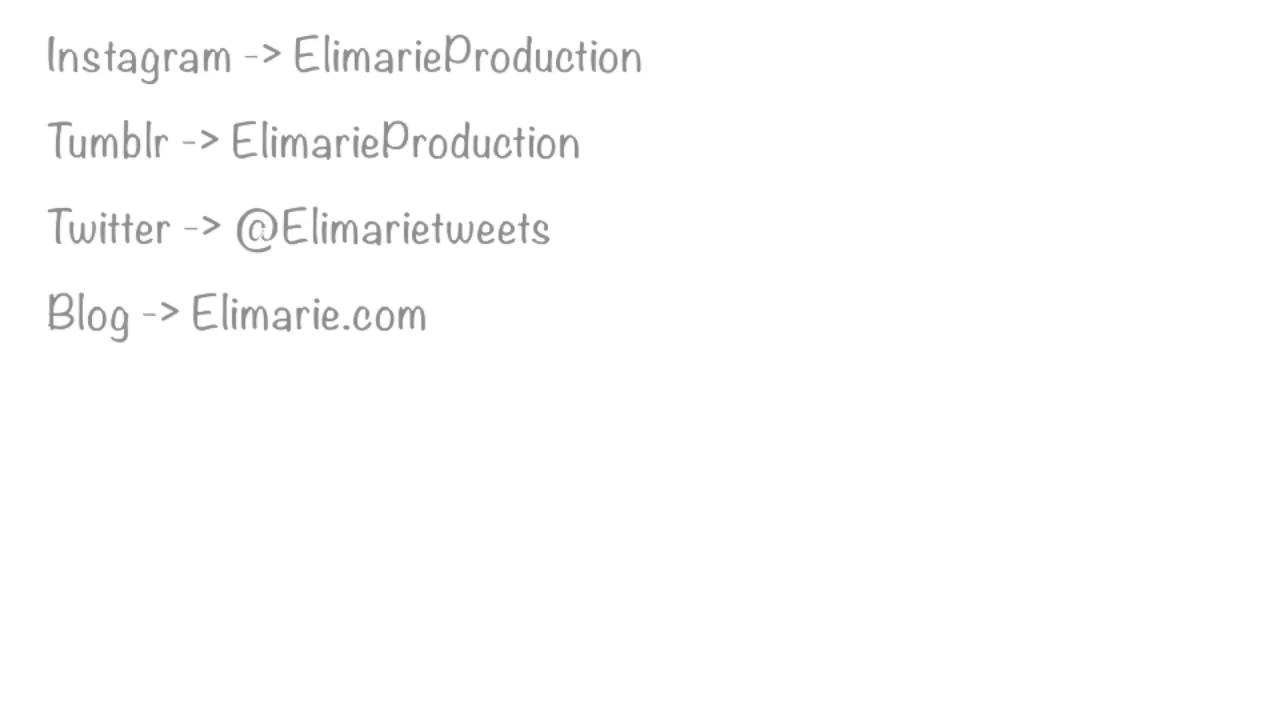 Instagram -> ElimarieProduction
Tumblr -> ElimarieProduction
Twitter -> @Elimarietweets
Blog -> Elimarie.com